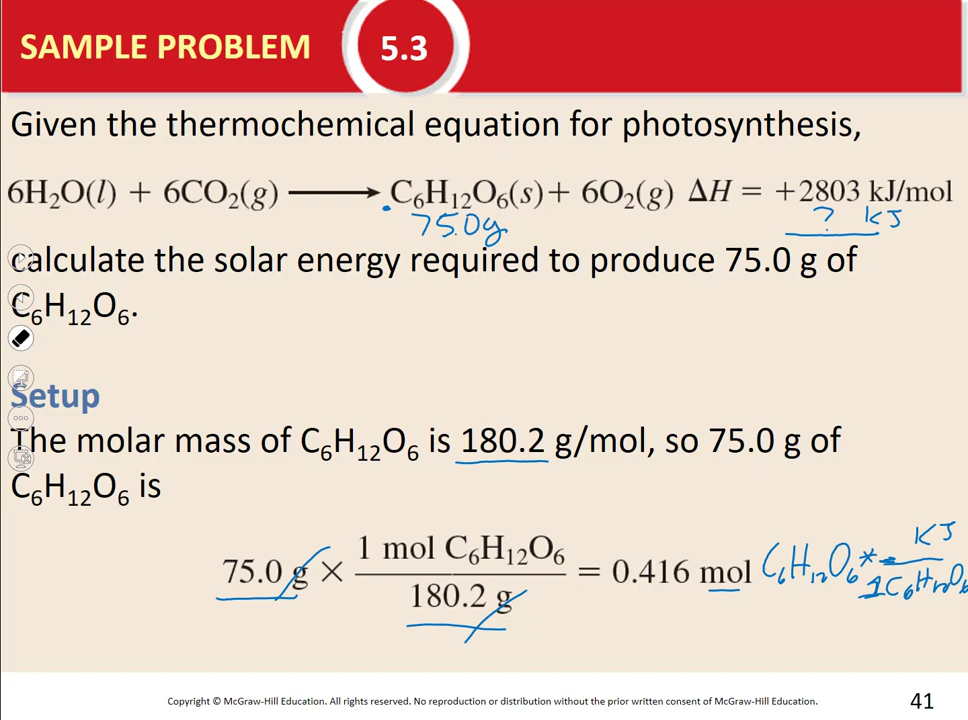 SAMPLE PROBLEM 5.3
Given the thermochemical equation for photosynthesis,
6H₂O(l) + 6CO₂(g) ⟶ C₆H₁₂O₆(s) + 6O₂(g) ΔH = +2803 kJ/mol
75.0g ? KJ
calculate the solar energy required to produce 75.0 g of
C₆H₁₂O₆.
Setup
The molar mass of C₆H₁₂O₆ is 180.2 g/mol, so 75.0 g of
C₆H₁₂O₆ is
75.0 g × 1 mol C₆H₁₂O₆ / 180.2 g = 0.416 mol C₆H₁₂O₆ * KJ / 1C₆H₁₂O₆
Copyright © McGraw-Hill Education. All rights reserved. No reproduction or distribution without the prior written consent of McGraw-Hill Education.
41